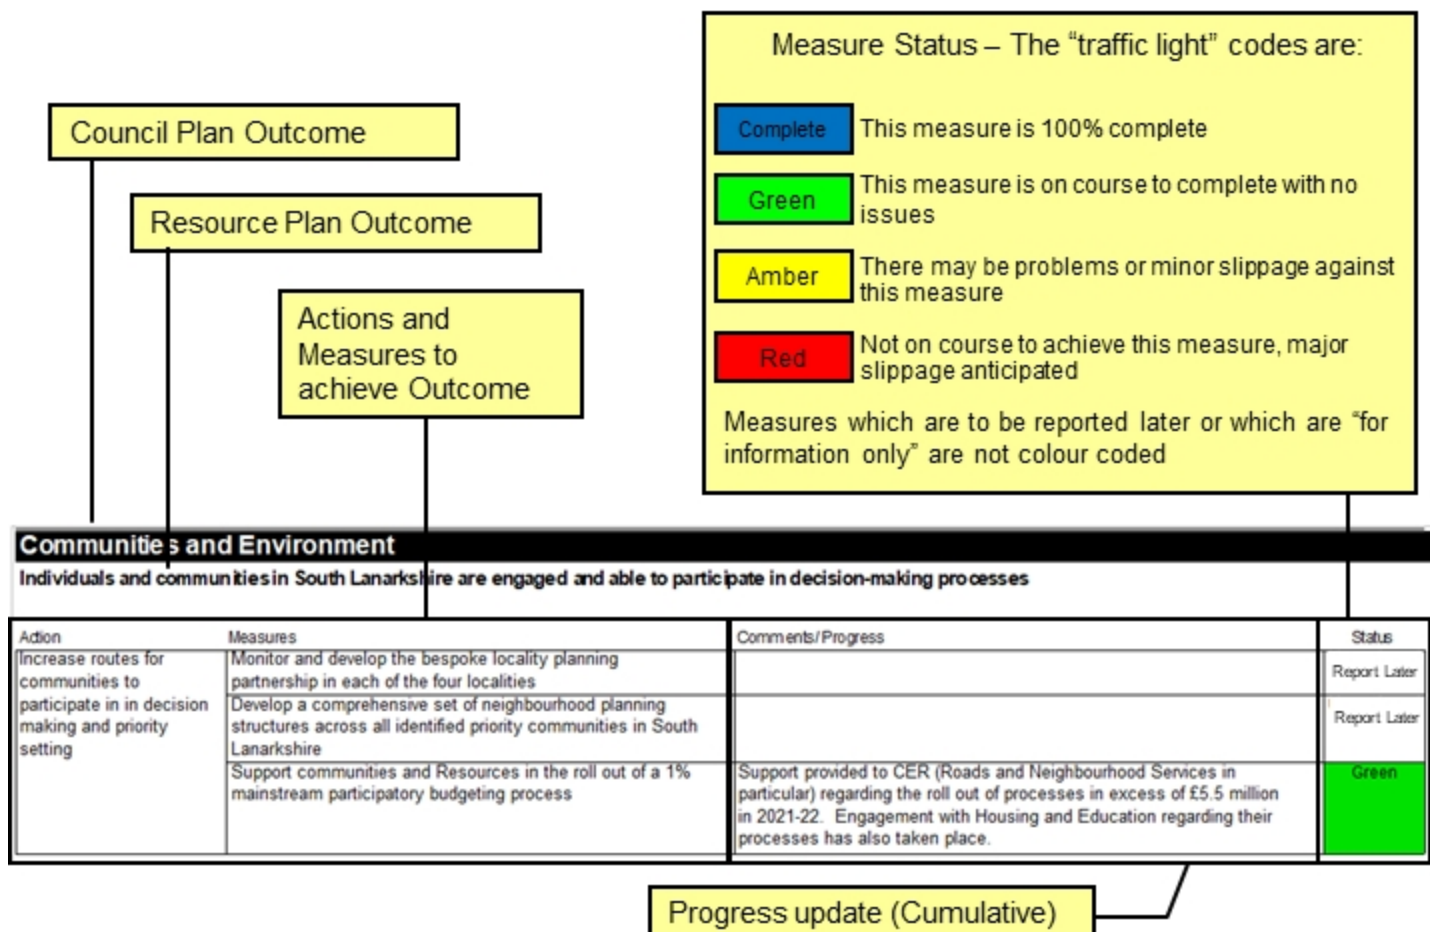 Measure Status – The “traffic light” codes are:
Complete
This measure is 100% complete
Green
This measure is on course to complete with no
issues
Amber
There may be problems or minor slippage against
this measure
Red
Not on course to achieve this measure, major
slippage anticipated
Measures which are to be reported later or which are “for
information only” are not colour coded
Council Plan Outcome
Resource Plan Outcome
Actions and
Measures to
achieve Outcome
Communities and Environment
Individuals and communities in South Lanarkshire are engaged and able to participate in decision-making processes
Action
Measures
Comments/Progress
Status
Increase routes for
communities to
participate in in decision
making and priority
setting
Monitor and develop the bespoke locality planning
partnership in each of the four localities
Report Later
Develop a comprehensive set of neighbourhood planning
structures across all identified priority communities in South
Lanarkshire
Report Later
Support communities and Resources in the roll out of a 1%
mainstream participatory budgeting process
Support provided to CER (Roads and Neighbourhood Services in
particular) regarding the roll out of processes in excess of £5.5 million
in 2021-22. Engagement with Housing and Education regarding their
processes has also taken place.
Green
Progress update (Cumulative)